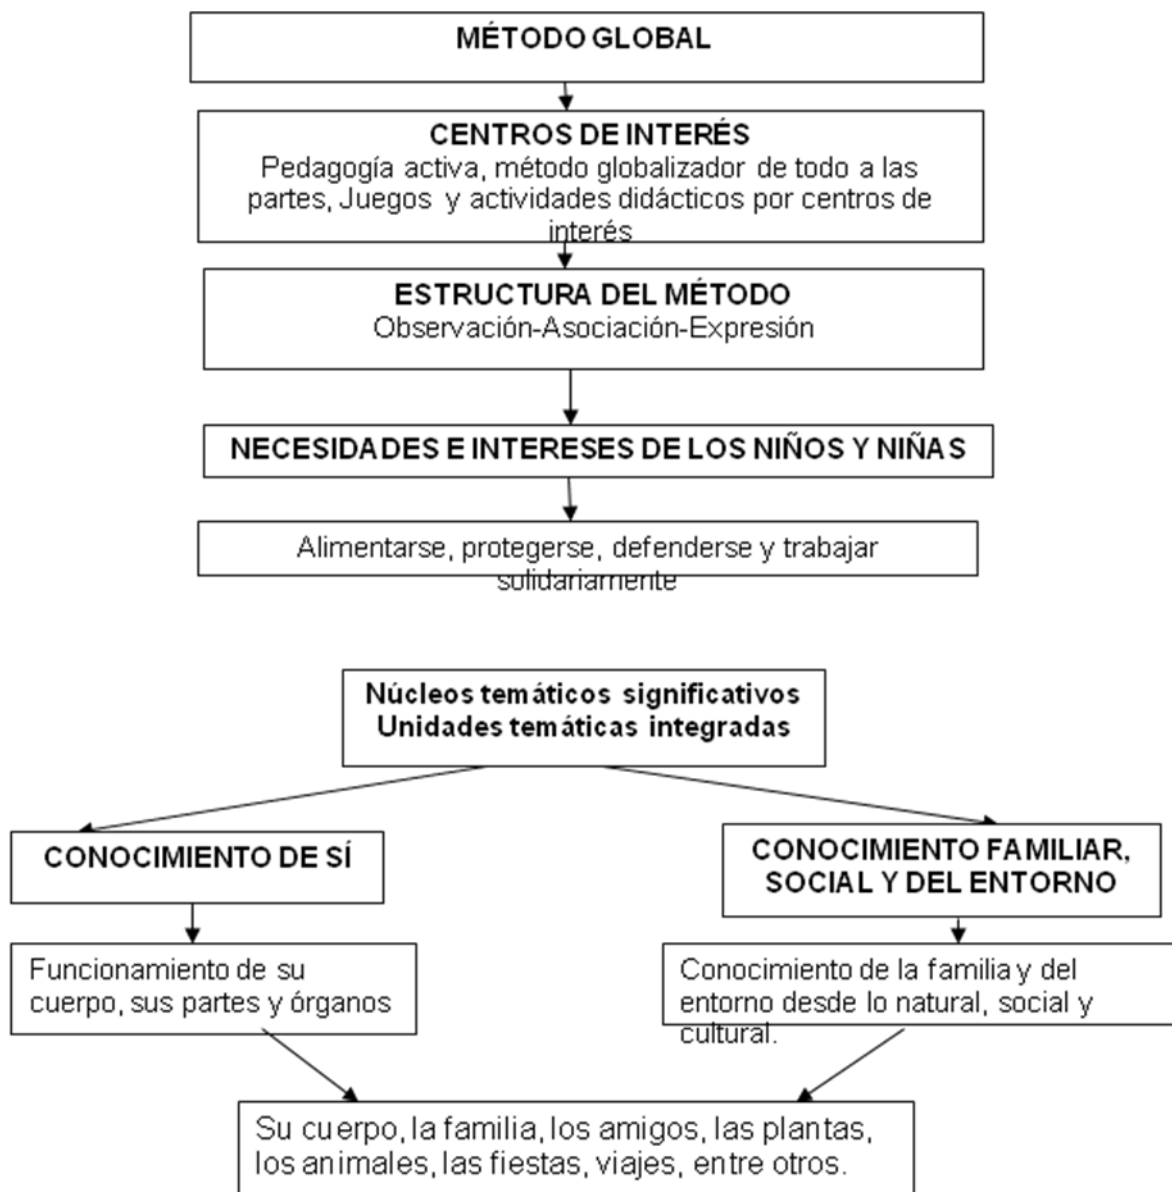 MÉTODO GLOBAL
CENTROS DE INTERÉS
Pedagogía activa, método globalizador de todo a las
partes, Juegos y actividades didácticos por centros de
interés
ESTRUCTURA DEL MÉTODO
Observación-Asociación-Expresión
NECESIDADES E INTERESES DE LOS NIÑOS Y NIÑAS
Alimentarse, protegerse, defenderse y trabajar
solidariamente
Núcleos temáticos significativos
Unidades temáticas integradas
CONOCIMIENTO DE SÍ
Funcionamiento de su
cuerpo, sus partes y órganos
CONOCIMIENTO FAMILIAR,
SOCIAL Y DEL ENTORNO
Conocimiento de la familia y del
entorno desde lo natural, social y
cultural.
Su cuerpo, la familia, los amigos, las plantas,
los animales, las fiestas, viajes, entre otros.